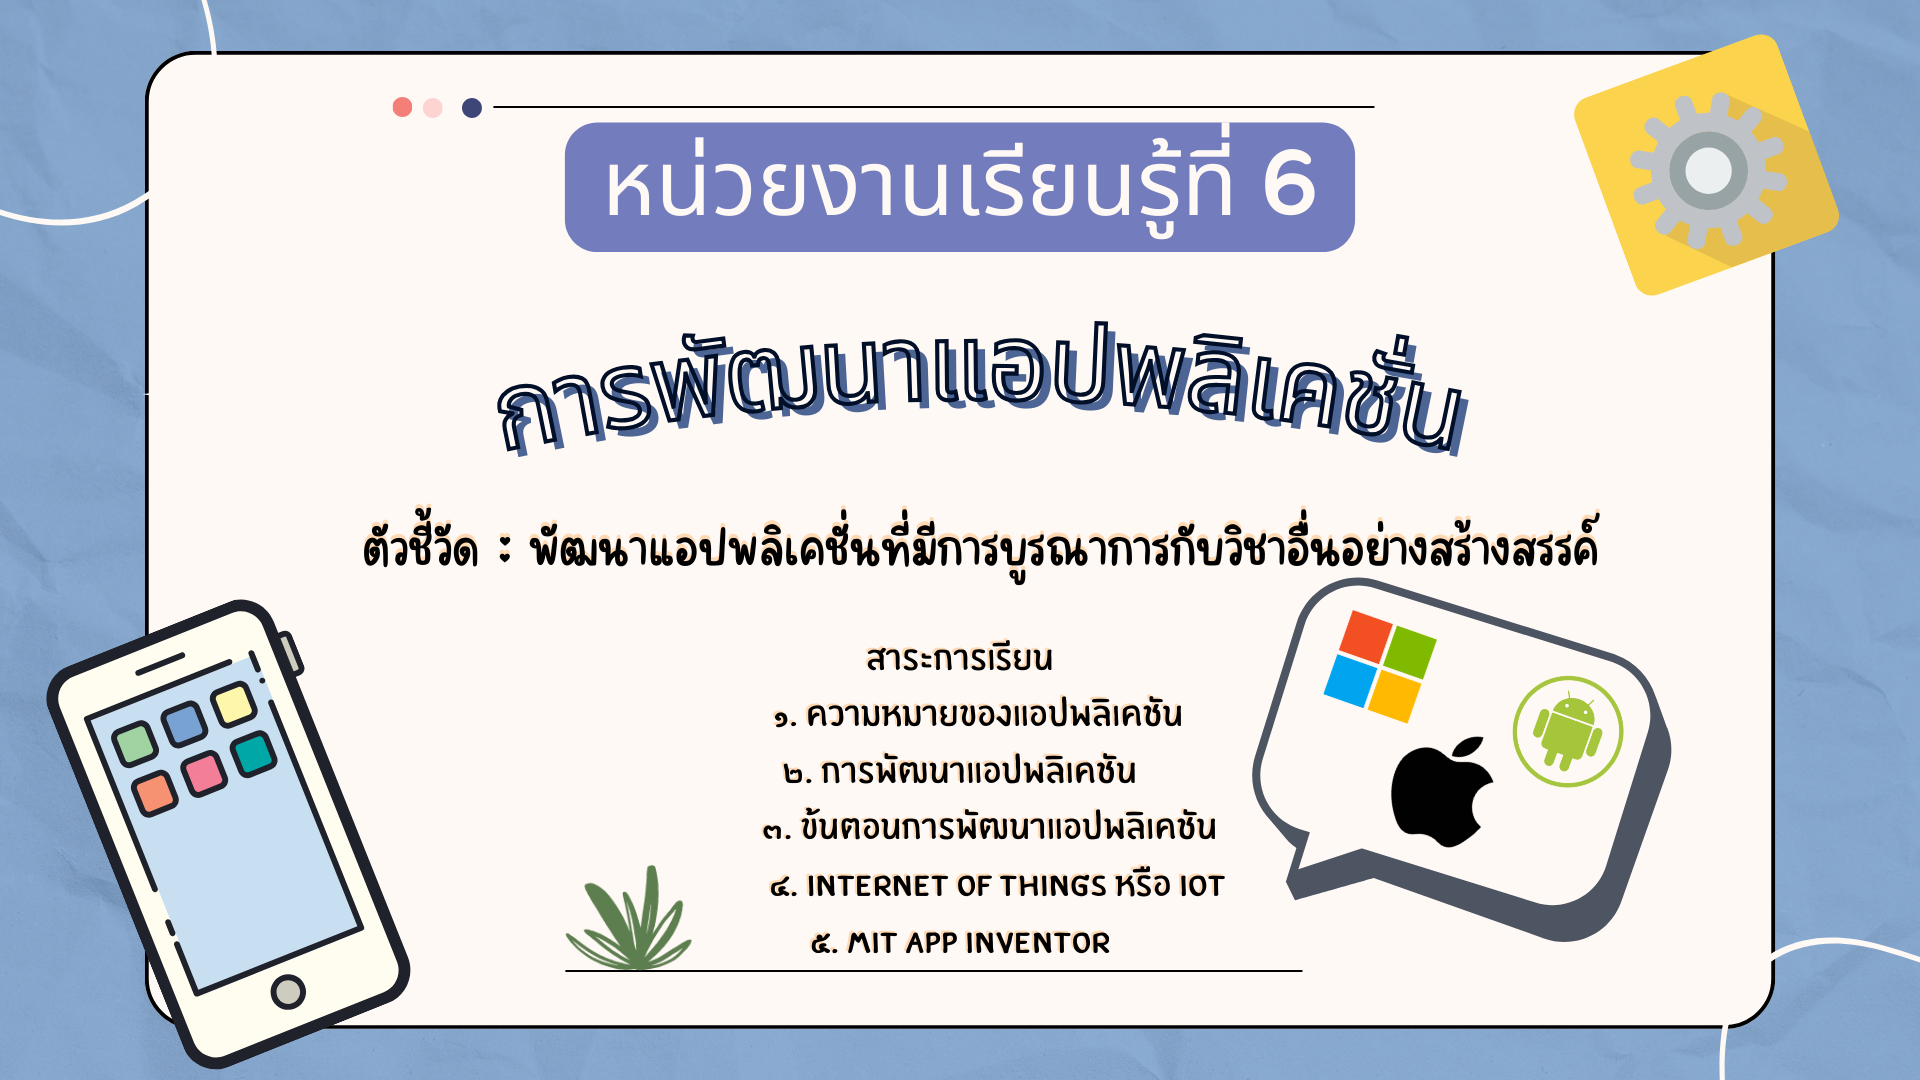 หน่วยงานเรียนรู้ที่ 6
การพัฒนาแอปพลิเคชั่น
ตัวชี้วัด : พัฒนาแอปพลิเคชั่นที่มีการบูรณาการกับวิชาอื่นอย่างสร้างสรรค์
สาระการเรียน
๑. ความหมายของแอปพลิเคชัน
๒. การพัฒนาแอปพลิเคชัน
๓. ขั้นตอนการพัฒนาแอปพลิเคชัน
๔. INTERNET OF THINGS หรือ IOT
๕. MIT APP INVENTOR